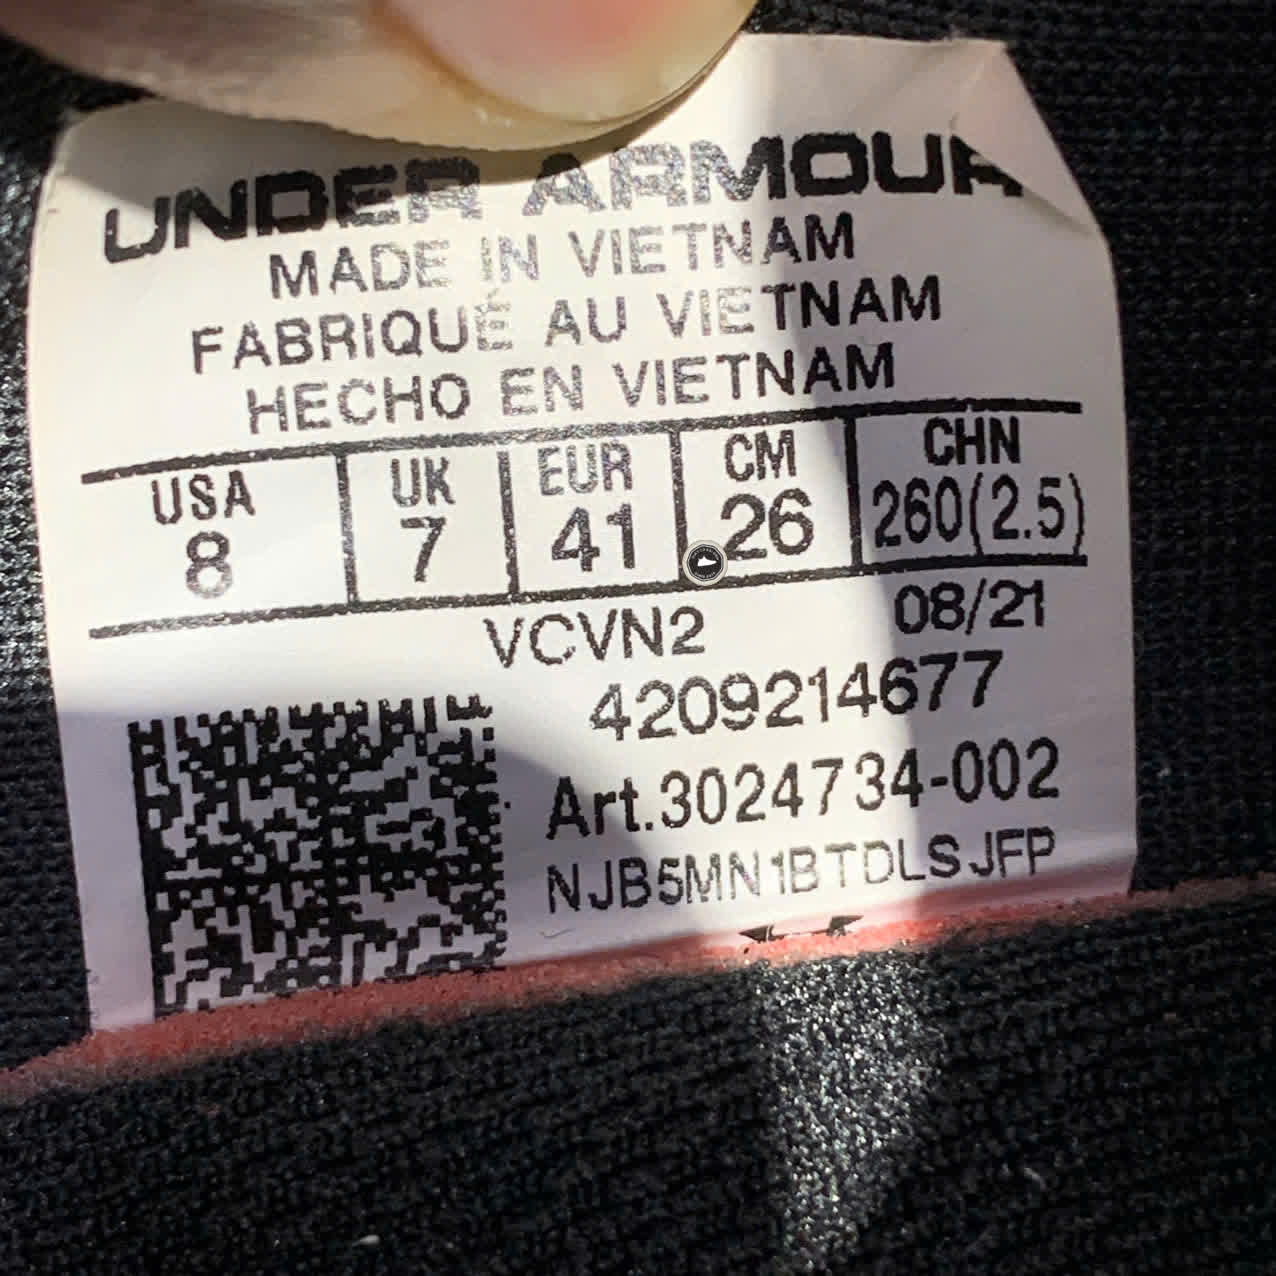 UNDER ARMOUR
MADE IN VIETNAM
FABRIQUÉ AU VIETNAM
HECHO EN VIETNAM
USA UK EUR CM CHN
8 7 41 26 260(2.5)
VCVN2 08/21
4209214677
Art.3024734-002
NJB5MN1BTDLSJFP